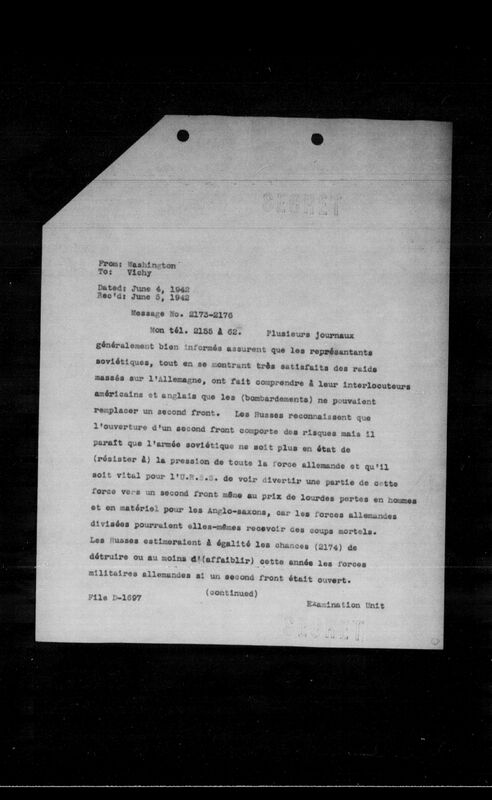 From: Washington
To: Vichy
Dated: June 4, 1942
Rec'd: June 5, 1942
Message No. 2173-2176
Mon tél. 2155 à 62. Plusieurs journaux
généralement bien informés assurent que les représantants
soviétiques, tout en se montrant très satisfaits des raids
massés sur l'Allemagne, ont fait comprendre à leur interlocuteurs
américains et anglais que les (bombardements) ne pouvaient
remplacer un second front. Les Russes reconnaissent que
l'ouverture d'un second front comporte des risques mais il
paraît que l'armée soviétique ne soit plus en état de
(résister à) la pression de toute la force allemande et qu'il
soit vital pour l'U.R.S.S. de voir divertir une partie de cette
force vers un second front même au prix de lourdes pertes en hommes
et en matériel pour les Anglo-saxons, car les forces allemandes
divisées pourraient elles-mêmes recevoir des coups mortels.
Les Russes estimeraient à égalité les chances (2174) de
détruire ou au moins d'(affaiblir) cette année les forces
militaires allemandes si un second front était ouvert.
(continued)
File D-1697
Examination Unit